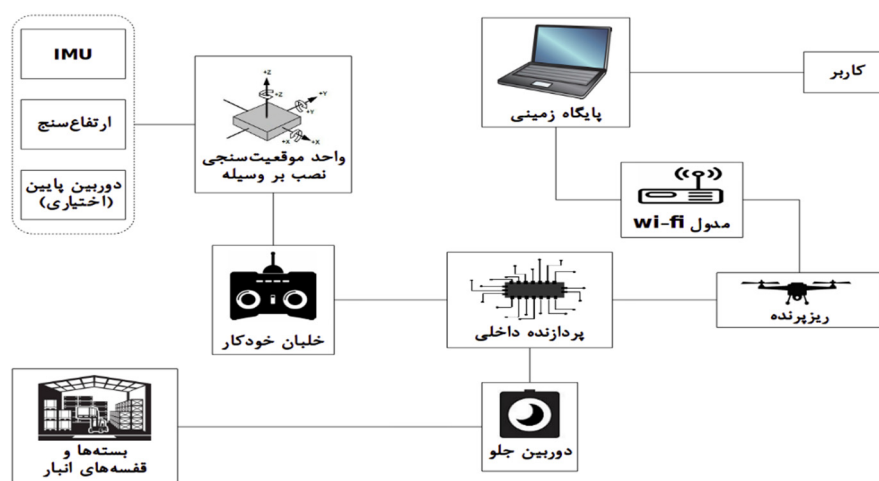 IMU
ارتفاع‌سنج
دوربین پایین
(اختیاری)
+Z
+Z
+Y
+Y
+X
+X
واحد موقعیت‌سنجی
نصب بر وسیله
پایگاه زمینی
کاربر
مدول wi-fi
خلبان خودکار
پردازنده داخلی
ریزپرنده
دوربین جلو
بسته‌ها و
قفسه‌های انبار